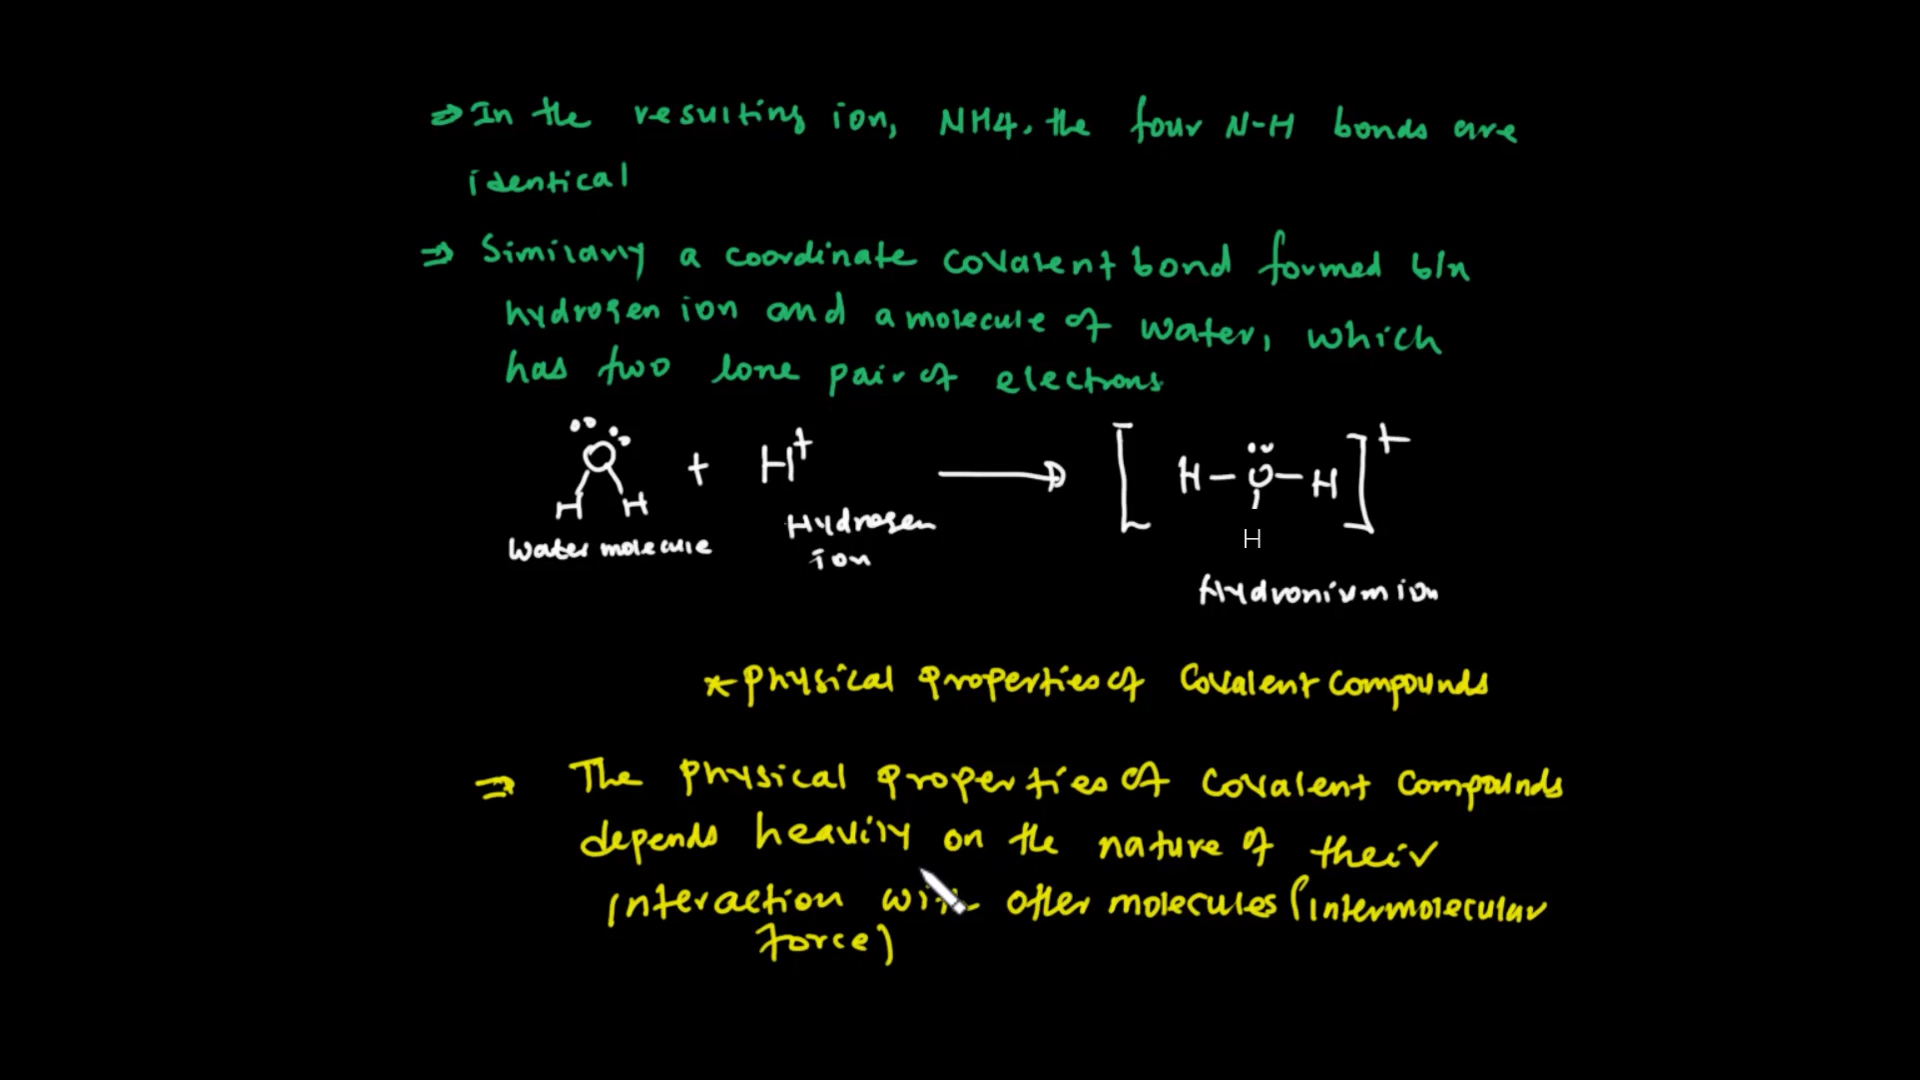 ⇒ In the resulting ion, NH4, the four N-H bonds are
identical
⇒ Similarly a coordinate covalent bond formed b/n
hydrogen ion and a molecule of water, which
has two lone pair of electrons
O + H+ → [ H-O-H ]+
H H
H
Water molecule
Hydrogen
ion
Hydronium ion
* Physical properties of Covalent compounds
⇒ The physical properties of covalent compounds
depends heavily on the nature of their
interaction with other molecules (intermolecular
force)